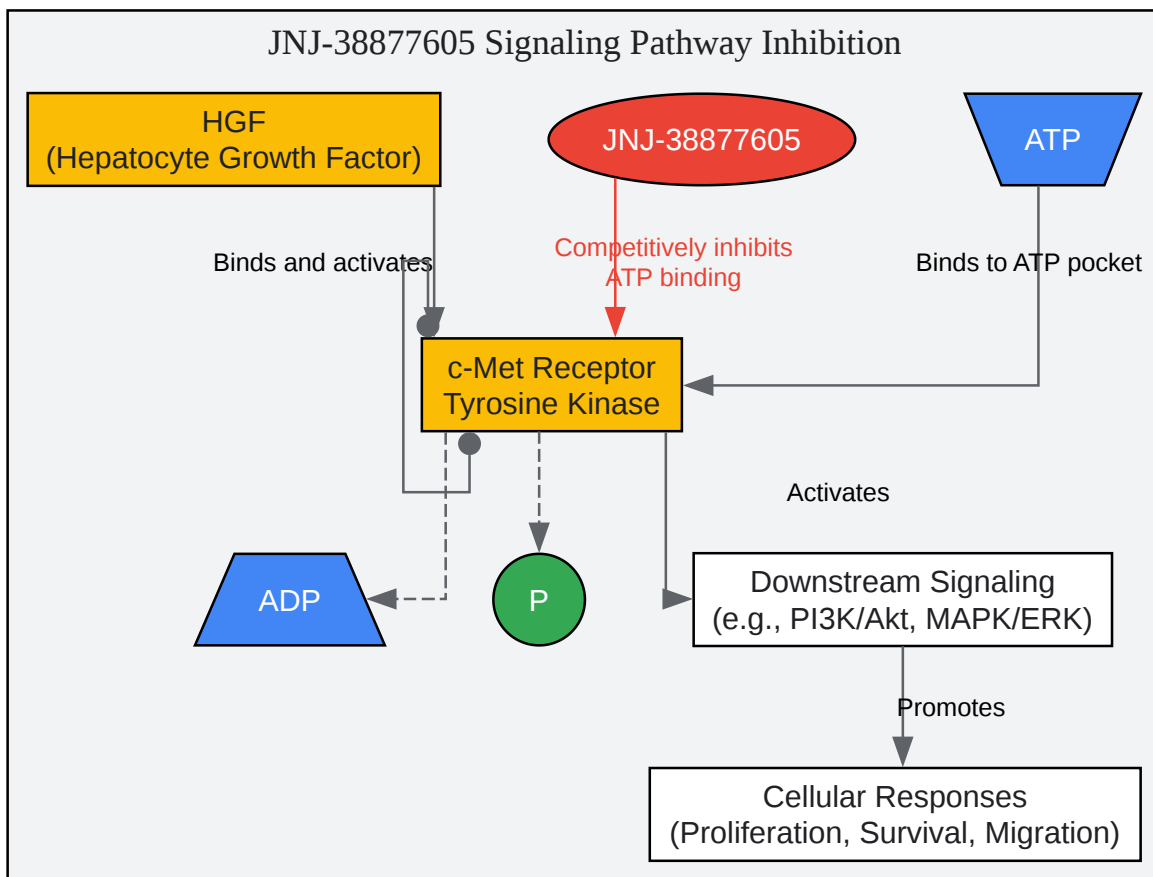 JNJ-38877605 Signaling Pathway Inhibition
HGF
(Hepatocyte Growth Factor)
JNJ-38877605
ATP
Binds and activates
Competitively inhibits
ATP binding
Binds to ATP pocket
c-Met Receptor
Tyrosine Kinase
Activates
ADP
P
Downstream Signaling
(e.g., PI3K/Akt, MAPK/ERK)
Promotes
Cellular Responses
(Proliferation, Survival, Migration)